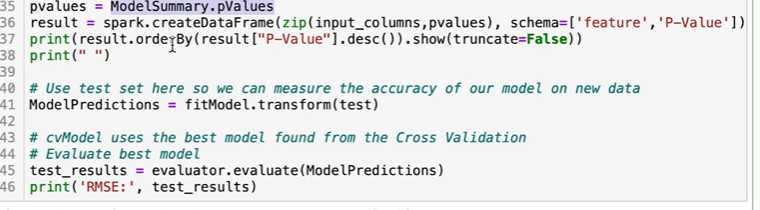 35 pvalues = ModelSummary.pValues
36 result = spark.createDataFrame(zip(input_columns,pvalues), schema=['feature','P-Value'])
37 print(result.orderBy(result["P-Value"].desc()).show(truncate=False))
38 print(" ")
39
40 # Use test set here so we can measure the accuracy of our model on new data
41 ModelPredictions = fitModel.transform(test)
42
43 # cvModel uses the best model found from the Cross Validation
44 # Evaluate best model
45 test_results = evaluator.evaluate(ModelPredictions)
46 print('RMSE:', test_results)